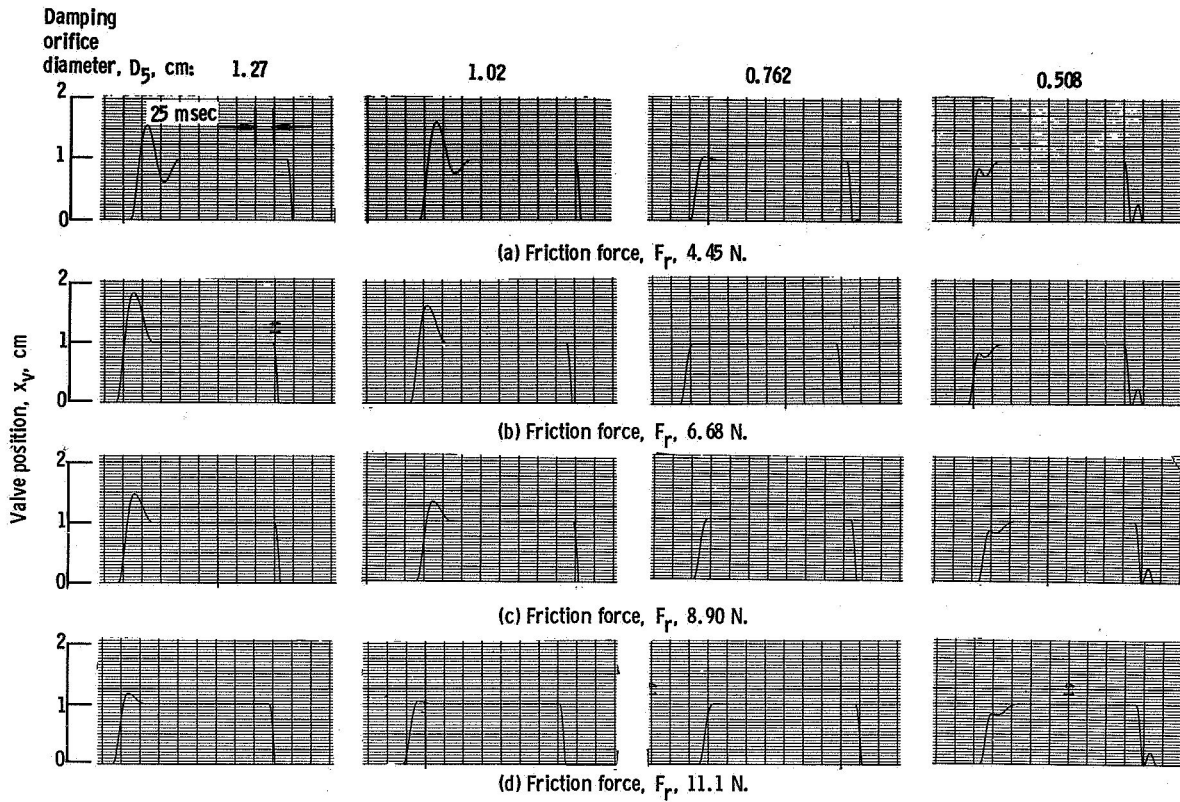 Damping
orifice
diameter, D5, cm: 1.27 1.02 0.762 0.508
2
25 msec
1
0
(a) Friction force, Fr, 4.45 N.
2
1
0
(b) Friction force, Fr, 6.68 N.
Valve position, xv, cm
2
1
0
(c) Friction force, Fr, 8.90 N.
2
1
0
(d) Friction force, Fr, 11.1 N.